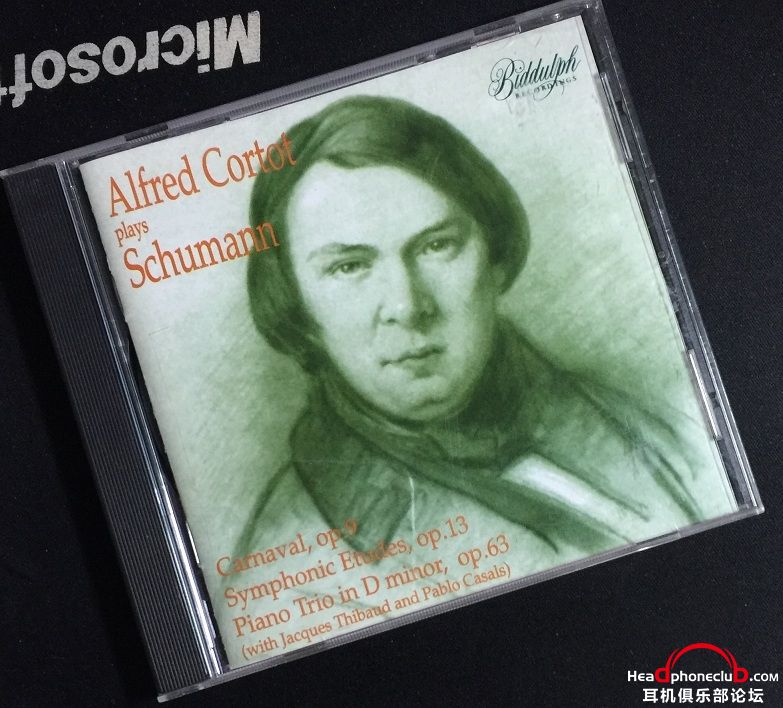 Microsoft
Biddulph
RECORDINGS
Alfred Cortot
plays
Schumann
Carnaval, op.9
Symphonic Etudes, op.13
Piano Trio in D minor, op.63
(with Jacques Thibaud and Pablo Casals)
HeadphoneclubD.COM
耳机俱乐部论坛